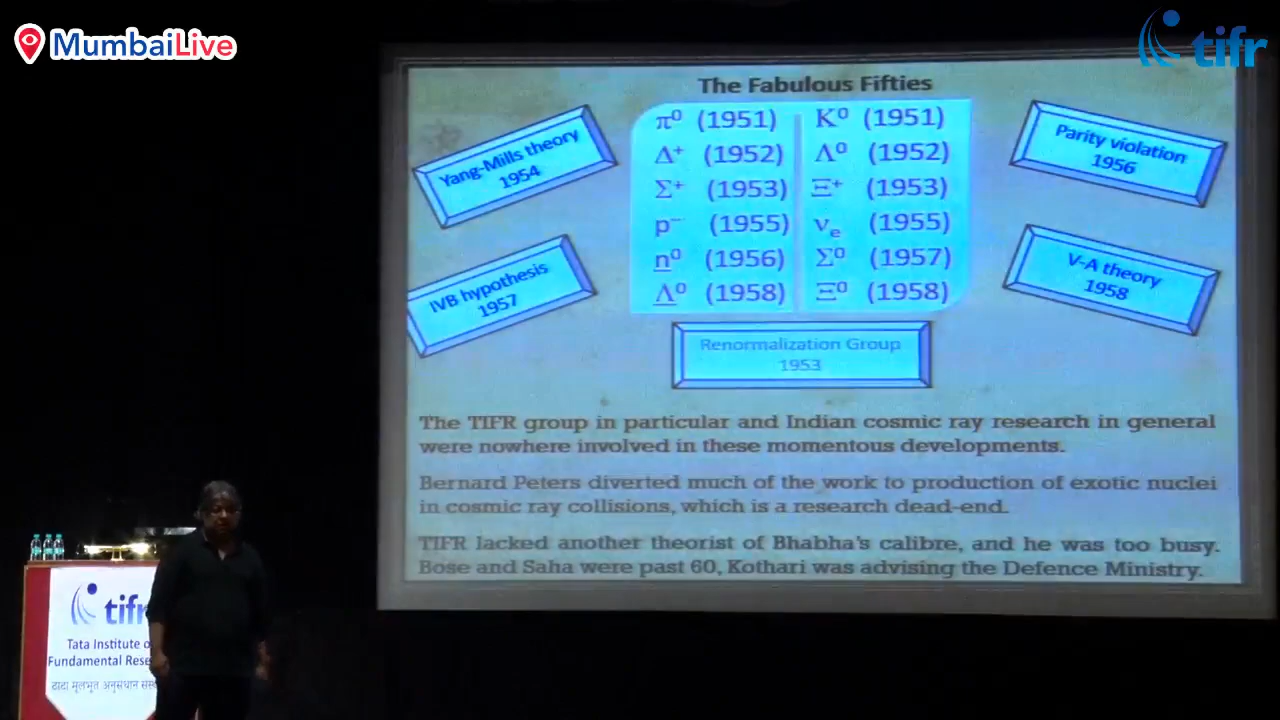 MumbaiLive
tifr
The Fabulous Fifties
Yang-Mills theory
1954
IVB hypothesis
1957
π⁰ (1951) K⁰ (1951)
Δ⁺ (1952) Λ⁰ (1952)
Σ⁺ (1953) Ξ⁺ (1953)
p⁻ (1955) νₑ (1955)
n⁰ (1956) Σ⁰ (1957)
Λ⁰ (1958) Ξ⁰ (1958)
Parity violation
1956
V-A theory
1958
Renormalization Group
1953
The TIFR group in particular and Indian cosmic ray research in general
were nowhere involved in these momentous developments.
Bernard Peters diverted much of the work to production of exotic nuclei
in cosmic ray collisions, which is a research dead-end.
TIFR lacked another theorist of Bhabha's calibre, and he was too busy.
Bose and Saha were past 60, Kothari was advising the Defence Ministry.
tifr
Tata Institute o
Fundamental Rese
टाटा मूलभूत अनुसंधान संस्